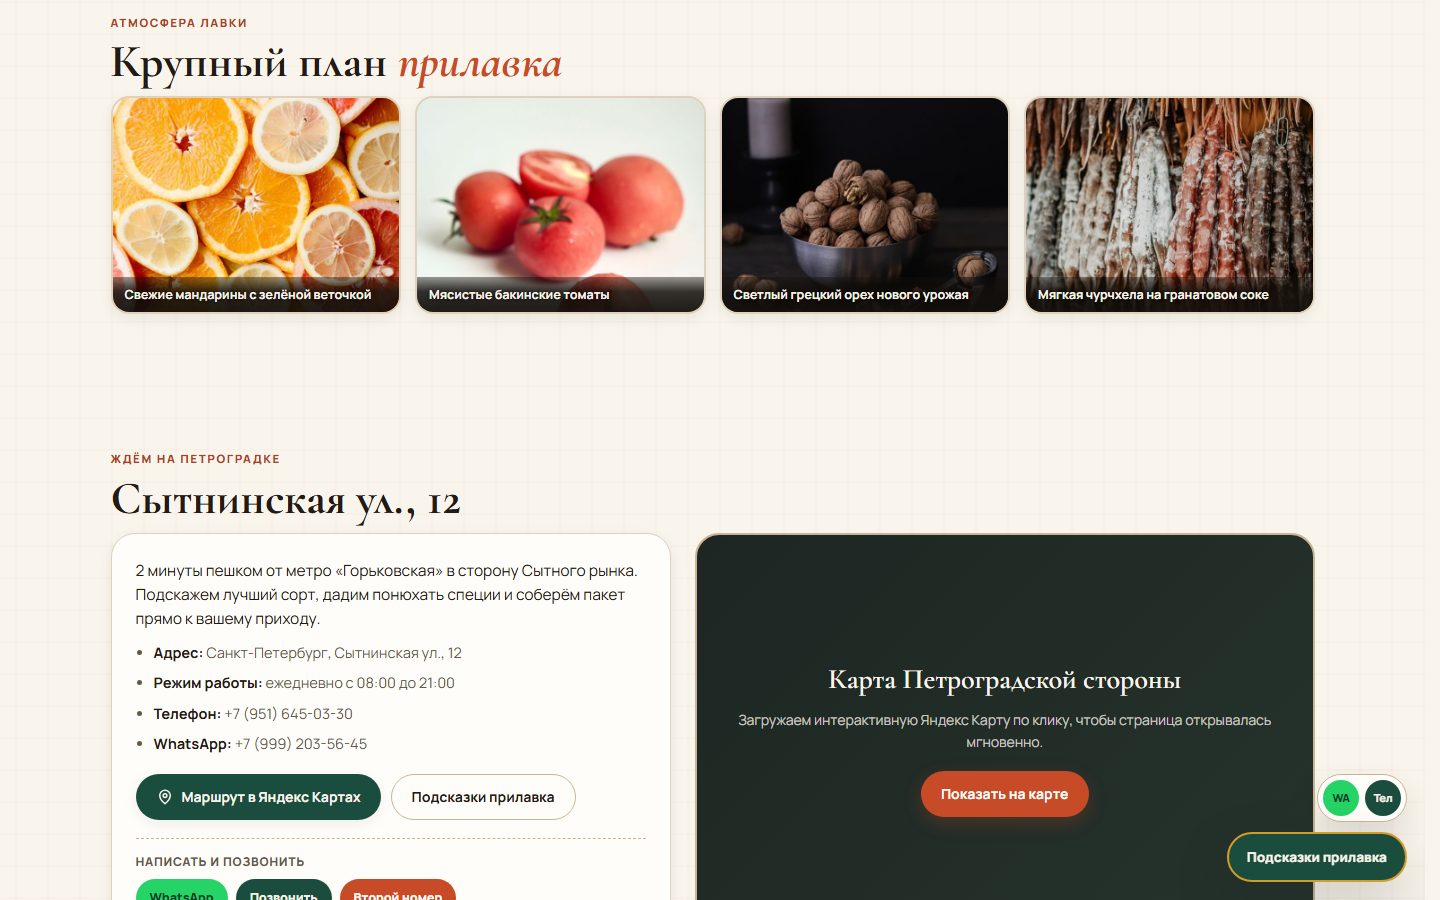 АТМОСФЕРА ЛАВКИ
Крупный план прилавка
Свежие мандарины с зелёной веточкой
Мясистые бакинские томаты
Светлый грецкий орех нового урожая
Мягкая чурчхела на гранатовом соке
ЖДЁМ НА ПЕТРОГРАДКЕ
Сытнинская ул., 12
2 минуты пешком от метро «Горьковская» в сторону Сытного рынка.
Подскажем лучший сорт, дадим понюхать специи и соберём пакет
прямо к вашему приходу.
Адрес: Санкт-Петербург, Сытнинская ул., 12
Режим работы: ежедневно с 08:00 до 21:00
Телефон: +7 (951) 645-03-30
WhatsApp: +7 (999) 203-56-45
Маршрут в Яндекс Картах
Подсказки прилавка
НАПИСАТЬ И ПОЗВОНИТЬ
WhatsApp
Позвонить
Второй номер
Карта Петроградской стороны
Загружаем интерактивную Яндекс Карту по клику, чтобы страница открывалась
мгновенно.
Показать на карте
WA
Тел
Подсказки прилавка